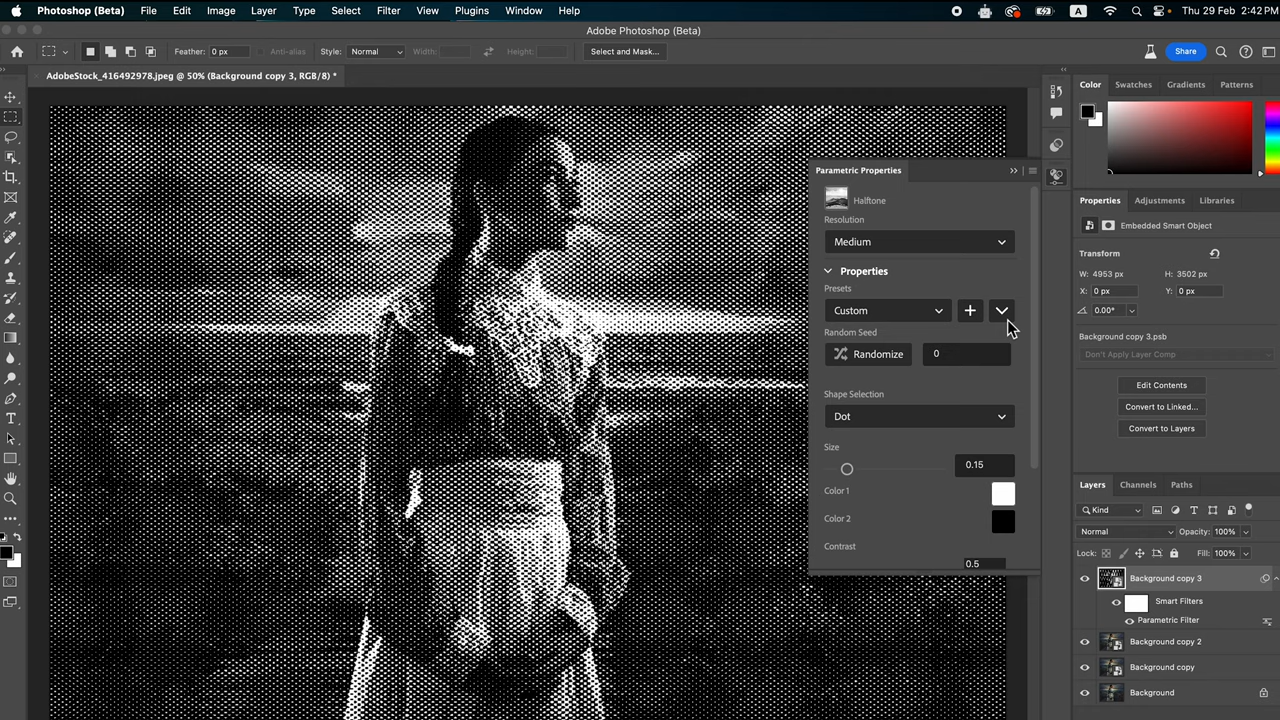 Photoshop (Beta) File Edit Image Layer Type Select Filter View Plugins Window Help A Thu 29 Feb 2:42 PM
Adobe Photoshop (Beta)
Feather: 0 px Anti-alias Style: Normal Width: Height: Select and Mask... Share
AdobeStock_416492978.jpeg @ 50% (Background copy 3, RGB/8) *
Color Swatches Gradients Patterns
Parametric Properties
Halftone
Resolution
Medium
Properties
Presets
Custom
Random Seed
Randomize 0
Shape Selection
Dot
Size
0.15
Color 1
Color 2
Contrast
0.5
Properties Adjustments Libraries
Embedded Smart Object
Transform
W: 4953 px H: 3502 px
X: 0 px Y: 0 px
0.00°
Background copy 3.psb
Don't Apply Layer Comp
Edit Contents
Convert to Linked...
Convert to Layers
Layers Channels Paths
Kind
Normal Opacity: 100%
Lock: Fill: 100%
Background copy 3
Smart Filters
Parametric Filter
Background copy 2
Background copy
Background